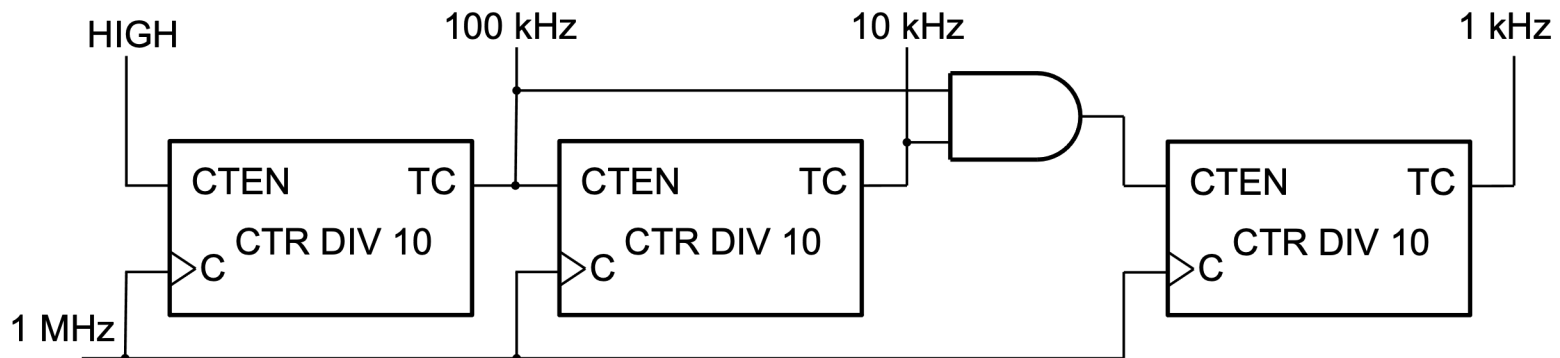 HIGH
100 kHz
10 kHz
1 kHz
CTEN TC
CTR DIV 10
C
CTEN TC
CTR DIV 10
C
CTEN TC
CTR DIV 10
C
1 MHz